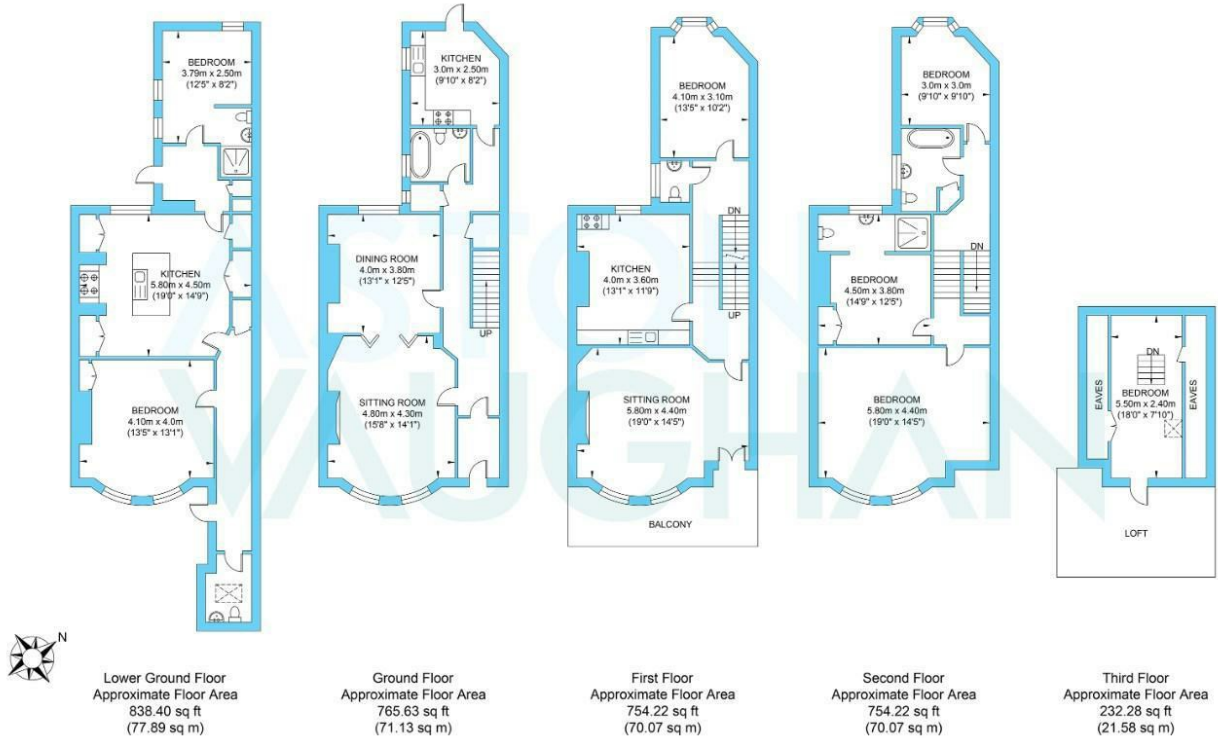 BEDROOM
3.79m x 2.50m
(12'5" x 8'2")
KITCHEN
5.80m x 4.50m
(19'0" x 14'9")
BEDROOM
4.10m x 4.0m
(13'5" x 13'1")
KITCHEN
3.0m x 2.50m
(9'10" x 8'2")
DINING ROOM
4.0m x 3.80m
(13'1" x 12'5")
UP
SITTING ROOM
4.80m x 4.30m
(15'8" x 14'1")
BEDROOM
4.10m x 3.10m
(13'5" x 10'2")
DN
KITCHEN
4.0m x 3.60m
(13'1" x 11'9")
UP
SITTING ROOM
5.80m x 4.40m
(19'0" x 14'5")
BALCONY
BEDROOM
3.0m x 3.0m
(9'10" x 9'10")
DN
BEDROOM
4.50m x 3.80m
(14'9" x 12'5")
BEDROOM
5.80m x 4.40m
(19'0" x 14'5")
EAVES
DN
BEDROOM
5.50m x 2.40m
(18'0" x 7'10")
EAVES
LOFT
ASTON
VAUGHAN
N
Lower Ground Floor
Approximate Floor Area
838.40 sq ft
(77.89 sq m)
Ground Floor
Approximate Floor Area
765.63 sq ft
(71.13 sq m)
First Floor
Approximate Floor Area
754.22 sq ft
(70.07 sq m)
Second Floor
Approximate Floor Area
754.22 sq ft
(70.07 sq m)
Third Floor
Approximate Floor Area
232.28 sq ft
(21.58 sq m)